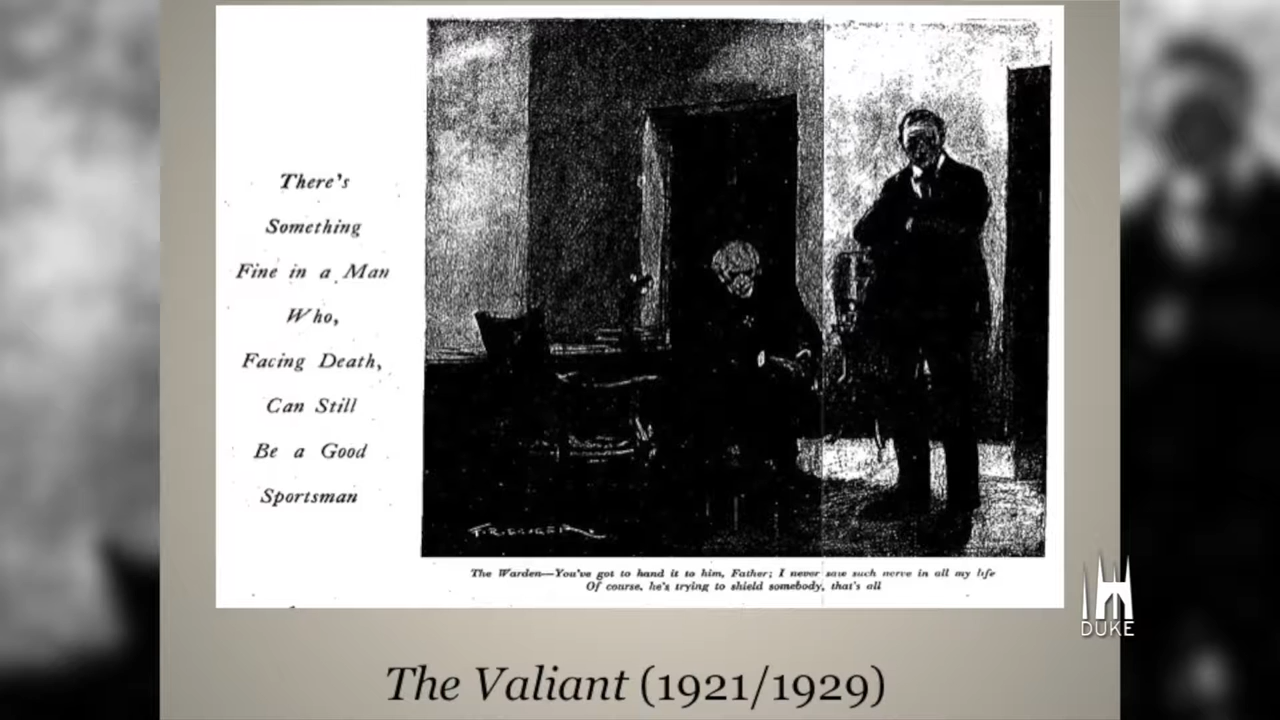 There's
Something
Fine in a Man
Who,
Facing Death,
Can Still
Be a Good
Sportsman
The Warden—You've got to hand it to him, Father; I never saw such nerve in all my life
Of course, he's trying to shield somebody, that's all
DUKE
The Valiant (1921/1929)